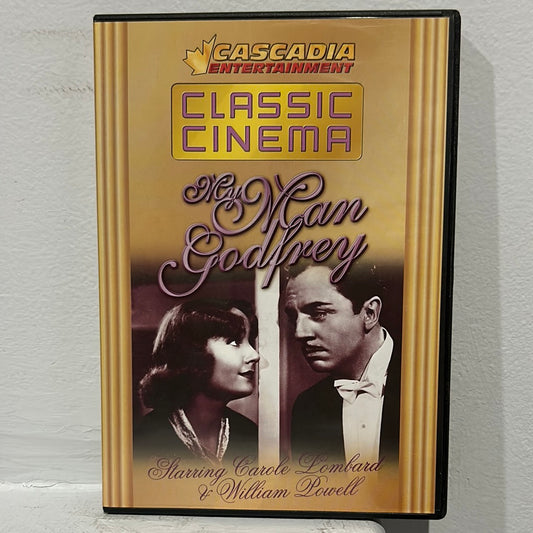 CASCADIA
ENTERTAINMENT
CLASSIC
CINEMA
My Man
Godfrey
Starring Carole Lombard
& William Powell